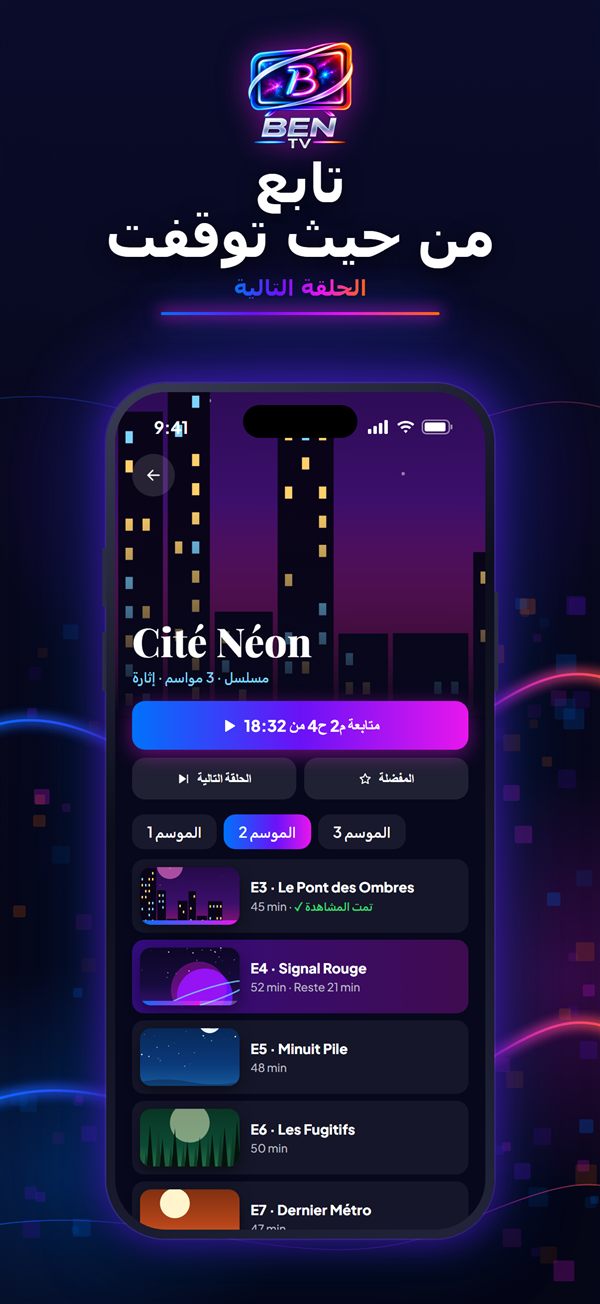 B
BEN
TV
تابع
من حيث توقفت
الحلقة التالية
9:41
Cité Néon
مسلسل · 3 مواسم · إثارة
متابعة م2 ح4 من 18:32
الحلقة التالية
المفضلة
الموسم 1
الموسم 2
الموسم 3
E3 · Le Pont des Ombres
45 min · تمت المشاهدة ✓
E4 · Signal Rouge
52 min · Reste 21 min
E5 · Minuit Pile
48 min
E6 · Les Fugitifs
50 min
E7 · Dernier Métro
47 min